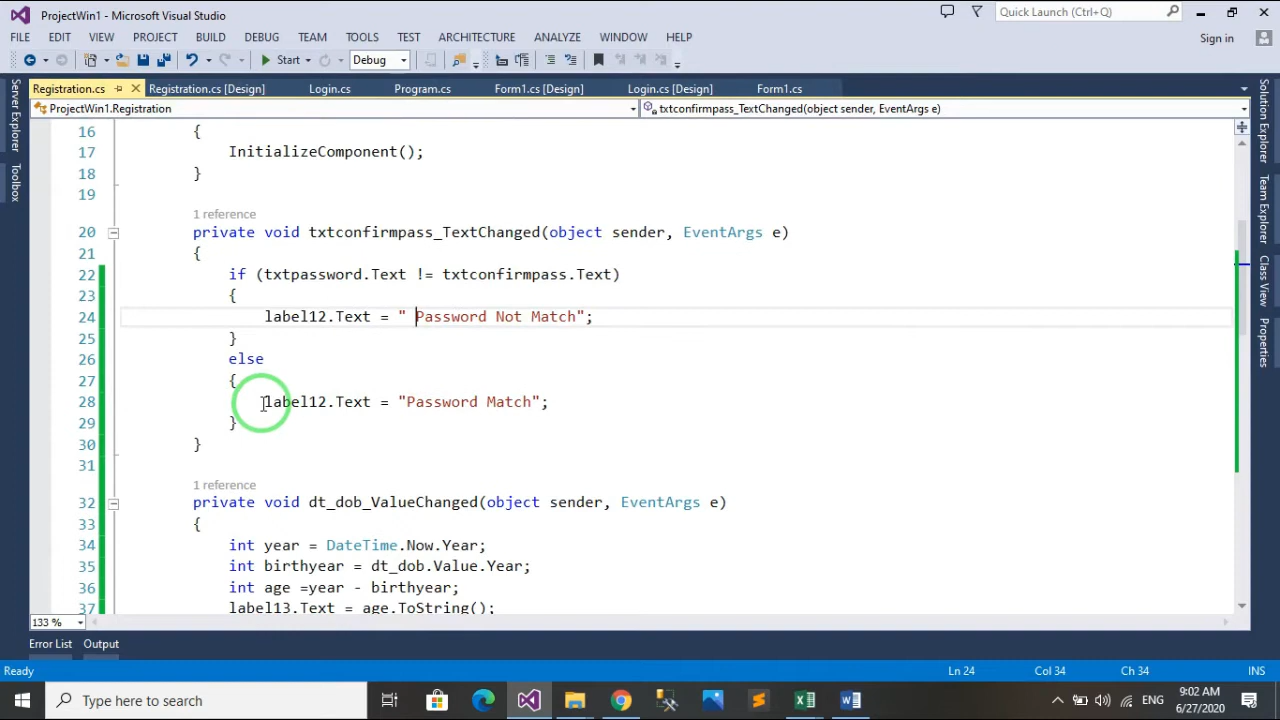 ProjectWin1 - Microsoft Visual Studio
Quick Launch (Ctrl+Q)
FILE EDIT VIEW PROJECT BUILD DEBUG TEAM TOOLS TEST ARCHITECTURE ANALYZE WINDOW HELP
Sign in
Start Debug
Registration.cs Registration.cs [Design] Login.cs Program.cs Form1.cs [Design] Login.cs [Design] Form1.cs
ProjectWin1.Registration txtconfirmpass_TextChanged(object sender, EventArgs e)
Server Explorer
Toolbox
Solution Explorer
Team Explorer
Class View
Properties
16 {
17 InitializeComponent();
18 }
19
1 reference
20 private void txtconfirmpass_TextChanged(object sender, EventArgs e)
21 {
22 if (txtpassword.Text != txtconfirmpass.Text)
23 {
24 label12.Text = " Password Not Match";
25 }
26 else
27 {
28 label12.Text = "Password Match";
29 }
30 }
31
1 reference
32 private void dt_dob_ValueChanged(object sender, EventArgs e)
33 {
34 int year = DateTime.Now.Year;
35 int birthyear = dt_dob.Value.Year;
36 int age =year - birthyear;
37 label13.Text = age.ToString();
133 %
Error List Output
Ready Ln 24 Col 34 Ch 34 INS
Type here to search
ENG
9:02 AM
6/27/2020